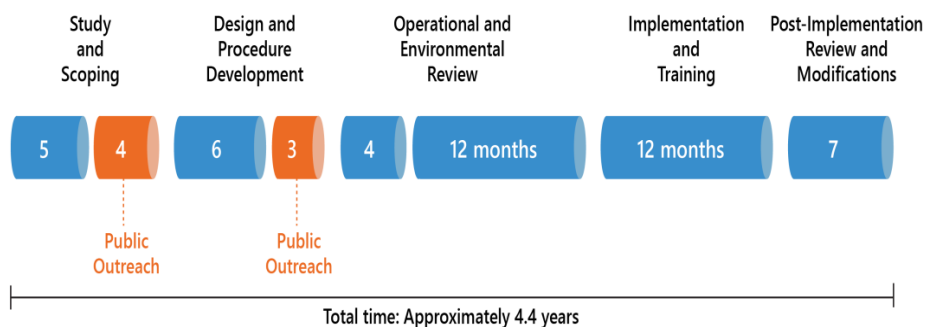 Study
and
Scoping
Design and
Procedure
Development
Operational and
Environmental
Review
Implementation
and
Training
Post-Implementation
Review and
Modifications
5
4
6
3
4
12 months
12 months
7
Public
Outreach
Public
Outreach
Total time: Approximately 4.4 years